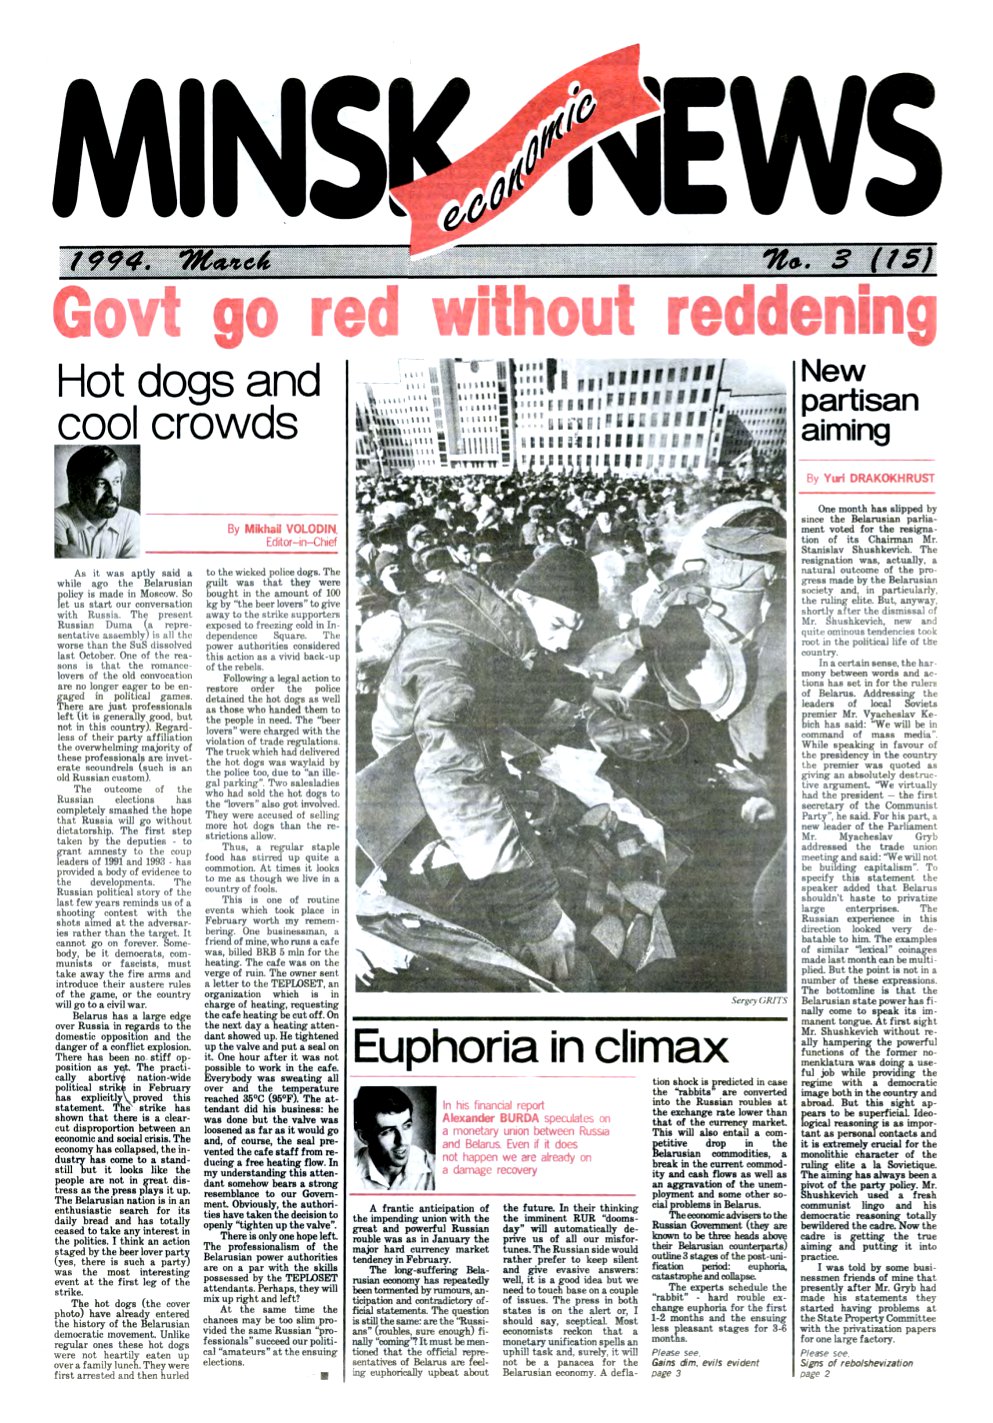 MINSK economic NEWS
1994. March
No. 3 (15)
Govt go red without reddening
Hot dogs and
cool crowds
By Mikhail VOLODIN,
Editor-in-Chief
As it was aptly said a
while ago the Belarusian
policy is made in Moscow. So
let us start our conversation
with Russia. The present
Russian Duma (a repre-
sentative assembly) is all the
worse than the SuS dissolved
last October. One of the rea-
sons is that the romance-
lovers of the old convocation
are no longer eager to be en-
gaged in political games.
There are just professionals
left (it is generally good, but
not in this country). Regard-
less of their party affiliation
the overwhelming majority of
these professionals are invet-
erate scoundrels (such is an
old Russian custom).
The outcome of the
Russian elections has
completely smashed the hope
that Russia will go without
dictatorship. The first step
taken by the deputies - to
grant amnesty to the coup
leaders of 1991 and 1993 - has
provided a body of evidence to
the developments. The
Russian political story of the
last few years reminds us of a
shooting contest with the
shots aimed at the adversar-
ies rather than the target. It
cannot go on forever. Some-
body, be it democrats, com-
munists or fascists, must
take away the fire arms and
introduce their austere rules
of the game, or the country
will go to a civil war.
Belarus has a large edge
over Russia in regards to the
domestic opposition and the
danger of a conflict explosion.
There has been no stiff op-
position as yet. The practi-
cally abortive nation-wide
political strike in February
has explicitly proved this
statement. The strike has
shown that there is a clear-
cut disproportion between an
economic and social crisis. The
economy has collapsed, the in-
dustry has come to a stand-
still but it looks like the
people are not in great dis-
tress as the press plays it up.
The Belarusian nation is in an
enthusiastic search for its
daily bread and has totally
ceased to take any interest in
the politics. I think an action
staged by the beer lover party
(yes, there is such a party)
was the most interesting
event at the first leg of the
strike.
The hot dogs (the cover
photo) have already entered
the history of the Belarusian
democratic movement. Unlike
regular ones these hot dogs
were not heartily eaten up
over a family lunch. They were
first arrested and then hurled
to the wicked police dogs. The
guilt was that they were
bought in the amount of 100
kg by "the beer lovers" to give
away to the strike supporters
exposed to freezing cold in In-
dependence Square. The
power authorities considered
this action as a vivid back-up
of the rebels.
Following a legal action to
restore order the police
detained the hot dogs as well
as those who handed them to
the people in need. The "beer
lovers" were charged with the
violation of trade regulations.
The truck which had delivered
the hot dogs was waylaid by
the police too, due to "an ille-
gal parking". Two salesladies
who had sold the hot dogs to
the "lovers" also got involved.
They were accused of selling
more hot dogs than the re-
strictions allow.
Thus, a regular staple
food has stirred up quite a
commotion. At times it looks
to me as though we live in a
country of fools.
This is one of routine
events which took place in
February worth my remem-
bering. One businessman, a
friend of mine, who runs a cafe
was, billed BRB 5 mln for the
heating. The cafe was on the
verge of ruin. The owner sent
a letter to the TEPLOSET, an
organization which is in
charge of heating, requesting
the cafe heating be cut off. On
the next day a heating atten-
dant showed up. He tightened
up the valve and put a seal on
it. One hour after it was not
possible to work in the cafe.
Everybody was sweating all
over and the temperature
reached 35°C (95°F). The at-
tendant did his business: he
was done but the valve was
loosened as far as it would go
and, of course, the seal pre-
vented the cafe staff from re-
ducing a free heating flow. In
my understanding this atten-
dant somehow bears a strong
resemblance to our Govern-
ment. Obviously, the authori-
ties have taken the decision to
openly "tighten up the valve".
There is only one hope left.
The professionalism of the
Belarusian power authorities
are on a par with the skills
possessed by the TEPLOSET
attendants. Perhaps, they will
mix up right and left?
At the same time the
chances may be too slim pro-
vided the same Russian "pro-
fessionals" succeed our politi-
cal "amateurs" at the ensuing
elections.
Sergey GRITS
Euphoria in climax
In his financial report
Alexander BURDA speculates on
a monetary union between Russia
and Belarus. Even if it does
not happen we are already on
a damage recovery
A frantic anticipation of
the impending union with the
great and powerful Russian
rouble was as in January the
major hard currency market
tendency in February.
The long-suffering Bela-
rusian economy has repeatedly
been tormented by rumours, an-
ticipation and contradictory of-
ficial statements. The question
is still the same: are the "Russi-
ans" (roubles, sure enough) fi-
nally "coming"? It must be men-
tioned that the official repre-
sentatives of Belarus are feel-
ing euphorically upbeat about
the future. In their thinking
the imminent RUR "dooms-
day" will automatically de-
prive us of all our misfor-
tunes. The Russian side would
rather prefer to keep silent
and give evasive answers:
well, it is a good idea but we
need to touch base on a couple
of issues. The press in both
states is on the alert or, I
should say, sceptical. Most
economists reckon that a
monetary unification spells an
uphill task and, surely, it will
not be a panacea for the
Belarusian economy. A defla-
tion shock is predicted in case
the "rabbits" are converted
into the Russian roubles at
the exchange rate lower than
that of the currency market.
This will also entail a com-
petitive drop in the
Belarusian commodities, a
break in the current commod-
ity and cash flows as well as
an aggravation of the unem-
ployment and some other so-
cial problems in Belarus.
The economic advisers to the
Russian Government (they are
known to be three heads above
their Belarusian counterparts)
outline 3 stages of the post-uni-
fication period: euphoria,
catastrophe and collapse.
The experts schedule the
"rabbit" - hard rouble ex-
change euphoria for the first
1-2 months and the ensuing
less pleasant stages for 3-6
months.
Please see,
Gains dim, evils evident
page 3
New
partisan
aiming
By Yuri DRAKOKHRUST
One month has slipped by
since the Belarusian parlia-
ment voted for the resigna-
tion of its Chairman Mr.
Stanislav Shushkevich. The
resignation was, actually, a
natural outcome of the pro-
gress made by the Belarusian
society and, in particularly,
the ruling elite. But, anyway,
shortly after the dismissal of
Mr. Shushkevich, new and
quite ominous tendencies took
root in the political life of the
country.
In a certain sense, the har-
mony between words and ac-
tions has set in for the rulers
of Belarus. Addressing the
leaders of local Soviets
premier Mr. Vyacheslav Ke-
bich has said: "We will be in
command of mass media".
While speaking in favour of
the presidency in the country
the premier was quoted as
giving an absolutely destruc-
tive argument. "We virtually
had the president – the first
secretary of the Communist
Party", he said. For his part, a
new leader of the Parliament
Mr. Myacheslav Gryb
addressed the trade union
meeting and said: "We will not
be building capitalism". To
specify this statement the
speaker added that Belarus
shouldn't haste to privatize
large enterprises. The
Russian experience in this
direction looked very de-
batable to him. The examples
of similar "lexical" coinages
made last month can be multi-
plied. But the point is not in a
number of these expressions.
The bottomline is that the
Belarusian state power has fi-
nally come to speak its im-
manent tongue. At first sight
Mr. Shushkevich without re-
ally hampering the powerful
functions of the former no-
menklatura was doing a use-
ful job while providing the
regime with a democratic
image both in the country and
abroad. But this sight ap-
pears to be superficial. Ideo-
logical reasoning is as impor-
tant as personal contacts and
it is extremely crucial for the
monolithic character of the
ruling elite a la Sovietique.
The aiming has always been a
pivot of the party policy. Mr.
Shushkevich used a fresh
communist lingo and his
democratic reasoning totally
bewildered the cadre. Now the
cadre is getting the true
aiming and putting it into
practice.
I was told by some busi-
nessmen friends of mine that
presently after Mr. Gryb had
made his statements they
started having problems at
the State Property Committee
with the privatization papers
for one large factory.
Please see,
Signs of rebolshevization
page 2